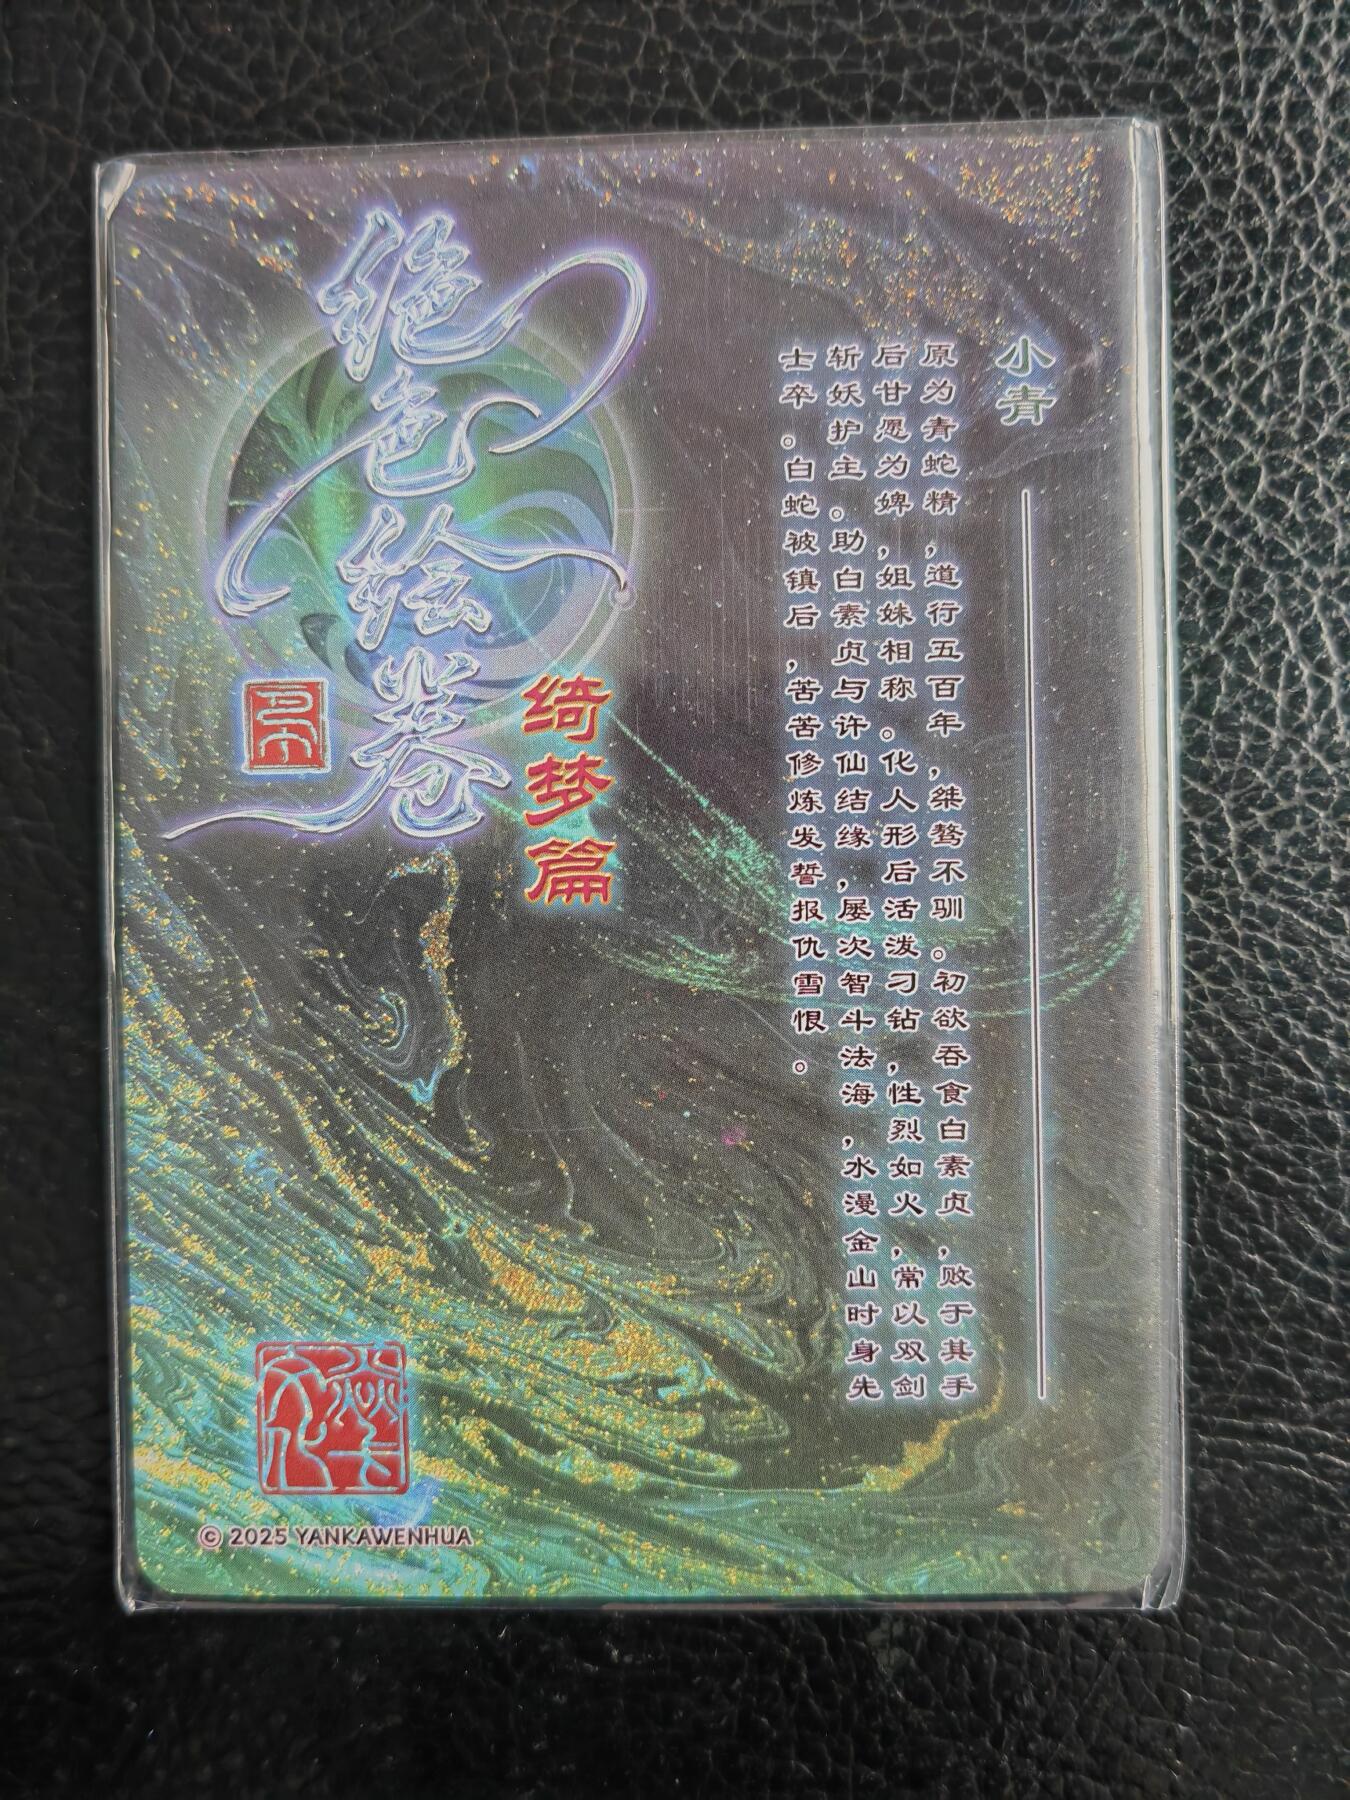 小青
原为青蛇精，道行五百年，桀骜不驯。初欲吞食白素贞，败于其手
后甘愿为婢，姐妹相称。化人形后活泼刁钻，性烈如火，常以双剑
斩妖护主。助白素贞与许仙结缘，屡次智斗法海，水漫金山时身先
士卒。白蛇被镇后，苦苦修炼发誓报仇雪恨。
绮梦篇
绝色绘卷
© 2025 YANKAWENHUA